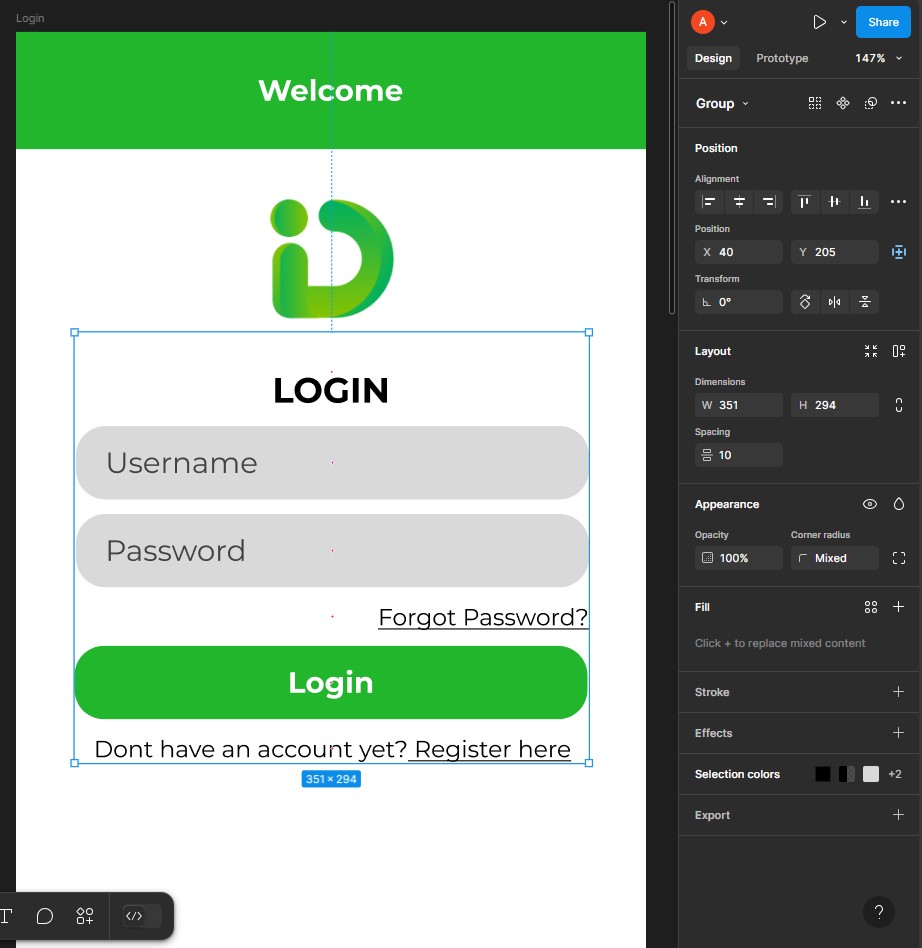 Login
A
Share
Welcome
Design Prototype 147%
Group
Position
Alignment
Position
X 40 Y 205
Transform
0°
iD
LOGIN
Username
Password
Forgot Password?
Login
Dont have an account yet? Register here
351 × 294
Layout
Dimensions
W 351 H 294
Spacing
10
Appearance
Opacity Corner radius
100% Mixed
Fill
Click + to replace mixed content
Stroke
Effects
Selection colors +2
Export
T </>
?